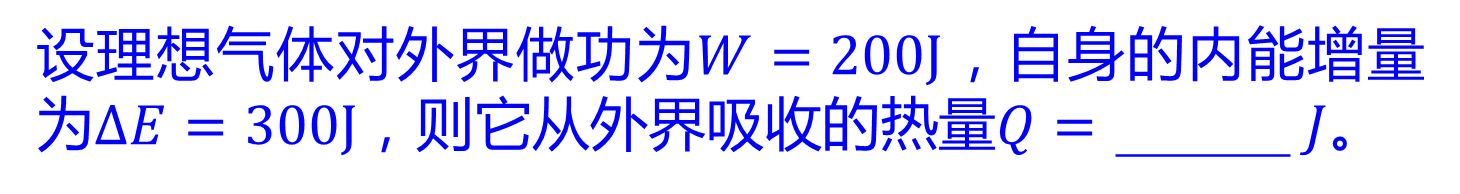 设理想气体对外界做功为W = 200J，自身的内能增量
为ΔE = 300J，则它从外界吸收的热量Q = ______ J。